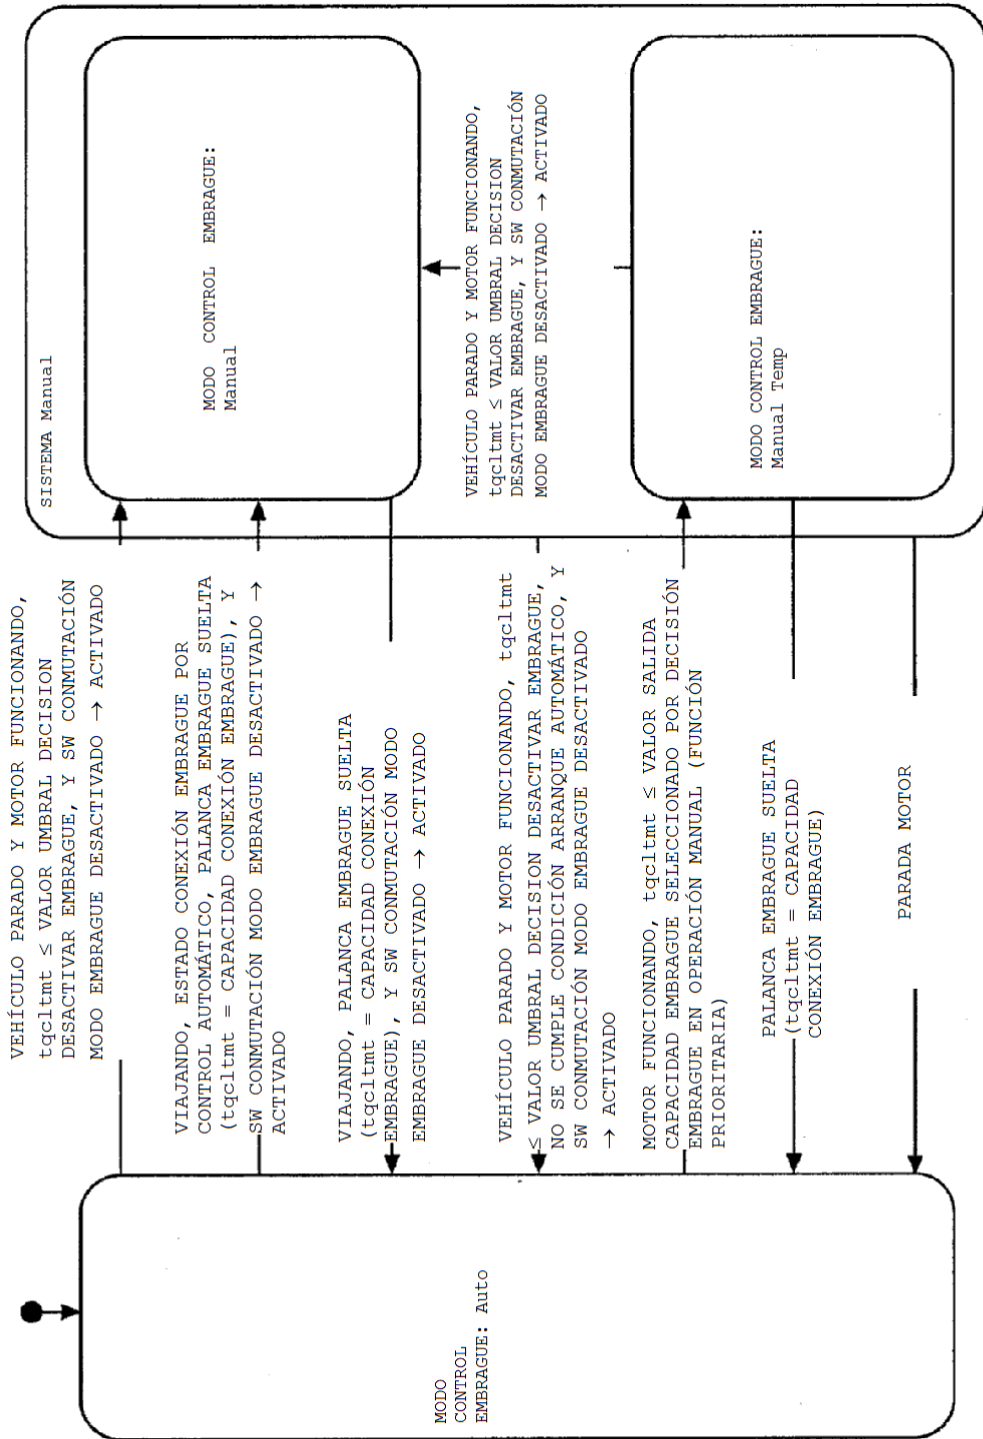 SISTEMA Manual
MODO CONTROL EMBRAGUE:
Manual
VEHÍCULO PARADO Y MOTOR FUNCIONANDO,
tqcltmt ≤ VALOR UMBRAL DECISION
DESACTIVAR EMBRAGUE, Y SW CONMUTACIÓN
MODO EMBRAGUE DESACTIVADO → ACTIVADO
MODO CONTROL EMBRAGUE:
Manual Temp
VEHÍCULO PARADO Y MOTOR FUNCIONANDO,
tqcltmt ≤ VALOR UMBRAL DECISION
DESACTIVAR EMBRAGUE, Y SW CONMUTACIÓN
MODO EMBRAGUE DESACTIVADO → ACTIVADO
VIAJANDO, ESTADO CONEXIÓN EMBRAGUE POR
CONTROL AUTOMÁTICO, PALANCA EMBRAGUE SUELTA
(tqcltmt = CAPACIDAD CONEXIÓN EMBRAGUE), Y
SW CONMUTACIÓN MODO EMBRAGUE DESACTIVADO →
ACTIVADO
VIAJANDO, PALANCA EMBRAGUE SUELTA
(tqcltmt = CAPACIDAD CONEXIÓN
EMBRAGUE), Y SW CONMUTACIÓN MODO
EMBRAGUE DESACTIVADO → ACTIVADO
VEHÍCULO PARADO Y MOTOR FUNCIONANDO, tqcltmt
≤ VALOR UMBRAL DECISION DESACTIVAR EMBRAGUE,
NO SE CUMPLE CONDICIÓN ARRANQUE AUTOMÁTICO, Y
SW CONMUTACIÓN MODO EMBRAGUE DESACTIVADO
→ ACTIVADO
MOTOR FUNCIONANDO, tqcltmt ≤ VALOR SALIDA
CAPACIDAD EMBRAGUE SELECCIONADO POR DECISIÓN
EMBRAGUE EN OPERACIÓN MANUAL (FUNCIÓN
PRIORITARIA)
PALANCA EMBRAGUE SUELTA
(tqcltmt = CAPACIDAD
CONEXIÓN EMBRAGUE)
PARADA MOTOR
MODO
CONTROL
EMBRAGUE: Auto